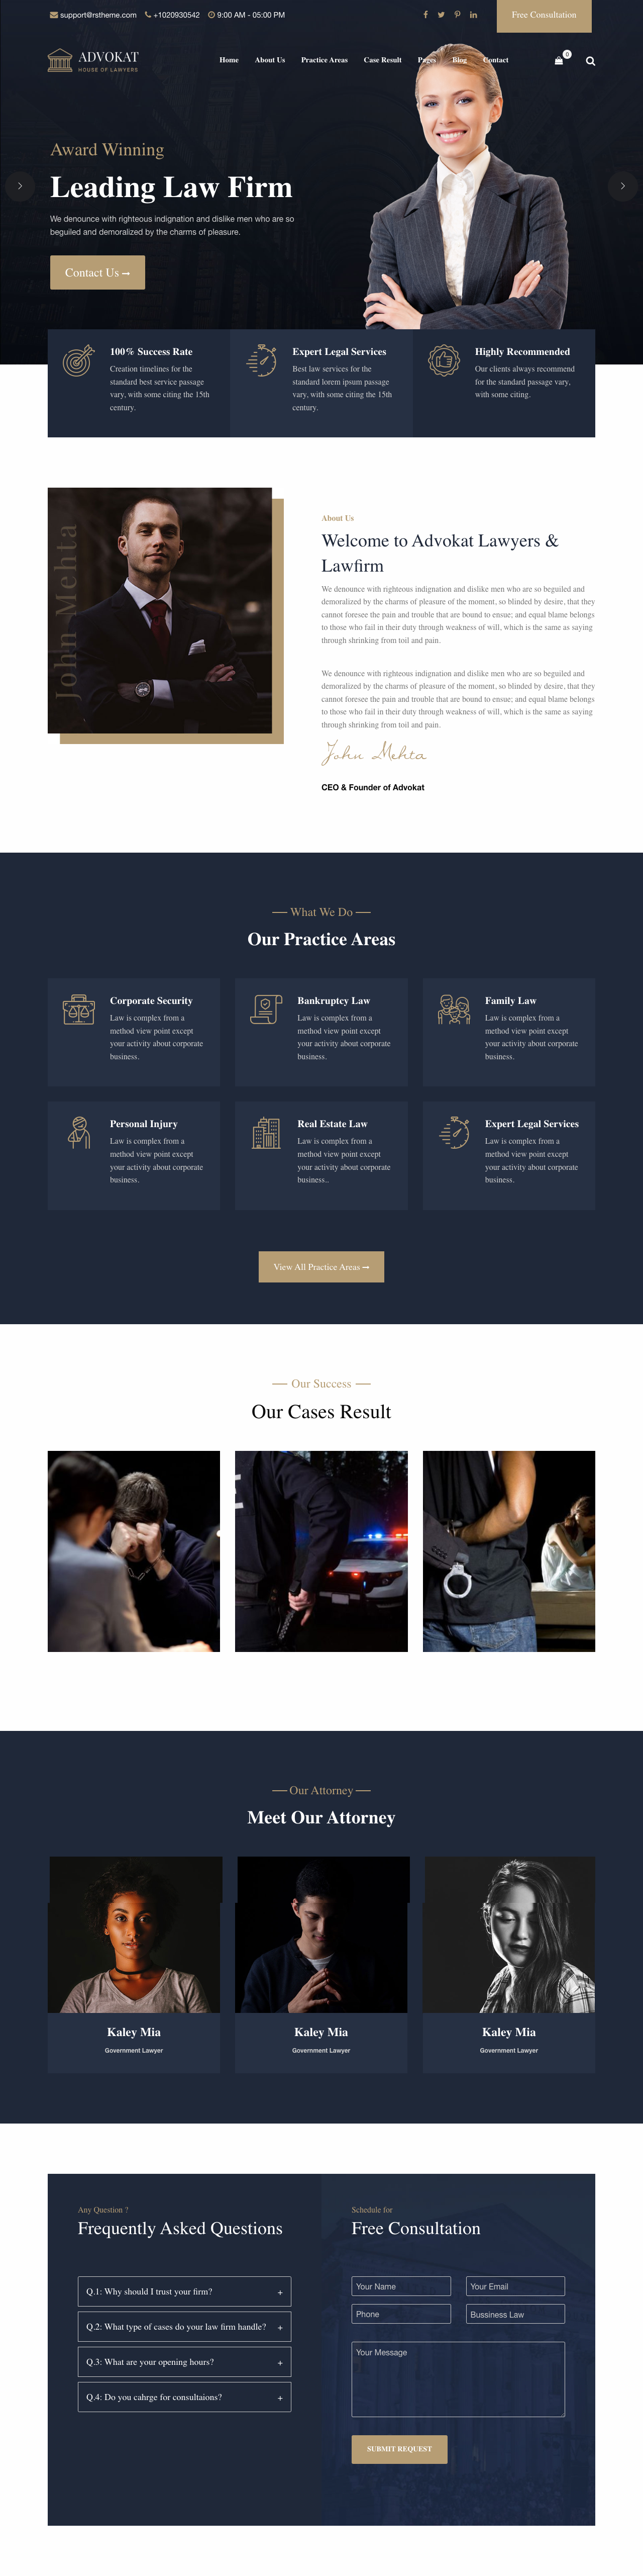 support@rstheme.com +1020930542 9:00 AM - 05:00 PM Free Consultation
ADVOKAT
HOUSE OF LAWYERS
Home About Us Practice Areas Case Result Pages Blog Contact 0
Award Winning
Leading Law Firm
We denounce with righteous indignation and dislike men who are so
beguiled and demoralized by the charms of pleasure.
Contact Us
100% Success Rate
Creation timelines for the
standard best service passage
vary, with some citing the 15th
century.
Expert Legal Services
Best law services for the
standard lorem ipsum passage
vary, with some citing the 15th
century.
Highly Recommended
Our clients always recommend
for the standard passage vary,
with some citing.
John Mehta
About Us
Welcome to Advokat Lawyers &
Lawfirm
We denounce with righteous indignation and dislike men who are so beguiled and
demoralized by the charms of pleasure of the moment, so blinded by desire, that they
cannot foresee the pain and trouble that are bound to ensue; and equal blame belongs
to those who fail in their duty through weakness of will, which is the same as saying
through shrinking from toil and pain.
We denounce with righteous indignation and dislike men who are so beguiled and
demoralized by the charms of pleasure of the moment, so blinded by desire, that they
cannot foresee the pain and trouble that are bound to ensue; and equal blame belongs
to those who fail in their duty through weakness of will, which is the same as saying
through shrinking from toil and pain.
John Mehta
CEO & Founder of Advokat
What We Do
Our Practice Areas
Corporate Security
Law is complex from a
method view point except
your activity about corporate
business.
Bankruptcy Law
Law is complex from a
method view point except
your activity about corporate
business.
Family Law
Law is complex from a
method view point except
your activity about corporate
business.
Personal Injury
Law is complex from a
method view point except
your activity about corporate
business.
Real Estate Law
Law is complex from a
method view point except
your activity about corporate
business..
Expert Legal Services
Law is complex from a
method view point except
your activity about corporate
business.
View All Practice Areas
Our Success
Our Cases Result
Our Attorney
Meet Our Attorney
Kaley Mia
Government Lawyer
Kaley Mia
Government Lawyer
Kaley Mia
Government Lawyer
Any Question ?
Frequently Asked Questions
Q.1: Why should I trust your firm? +
Q.2: What type of cases do your law firm handle? +
Q.3: What are your opening hours? +
Q.4: Do you cahrge for consultaions? +
Schedule for
Free Consultation
Your Name Your Email
Phone Bussiness Law
Your Message
SUBMIT REQUEST